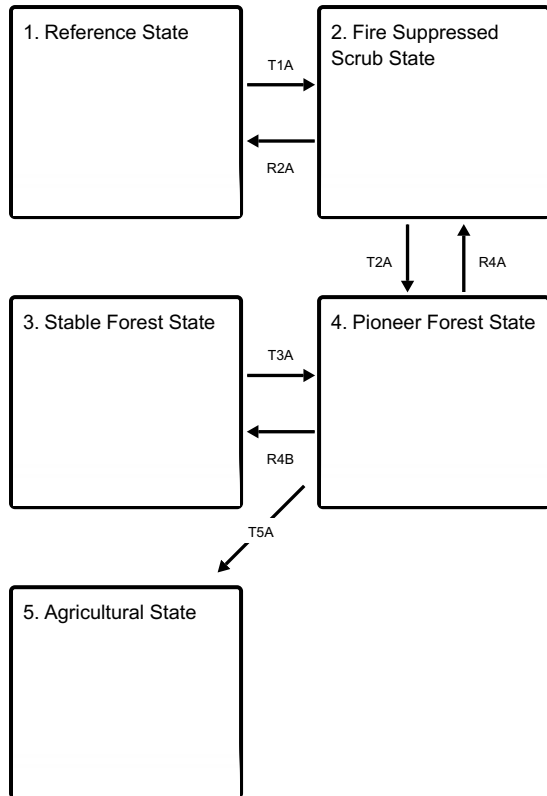 1. Reference State
2. Fire Suppressed
Scrub State
T1A
R2A
T2A
R4A
3. Stable Forest State
4. Pioneer Forest State
T3A
R4B
T5A
5. Agricultural State